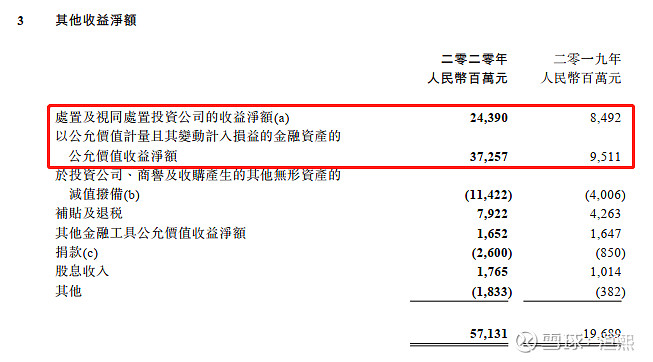 3 其他收益淨額
二零二零年 二零一九年
人民幣百萬元 人民幣百萬元
處置及視同處置投資公司的收益淨額(a) 24,390 8,492
以公允價值計量且其變動計入損益的金融資產的
公允價值收益淨額 37,257 9,511
於投資公司、商譽及收購產生的其他無形資產的
減值撥備(b) (11,422) (4,006)
補貼及退稅 7,922 4,263
其他金融工具公允價值收益淨額 1,652 1,647
捐款(c) (2,600) (850)
股息收入 1,765 1,014
其他 (1,833) (382)
57,131 19,689
雪球